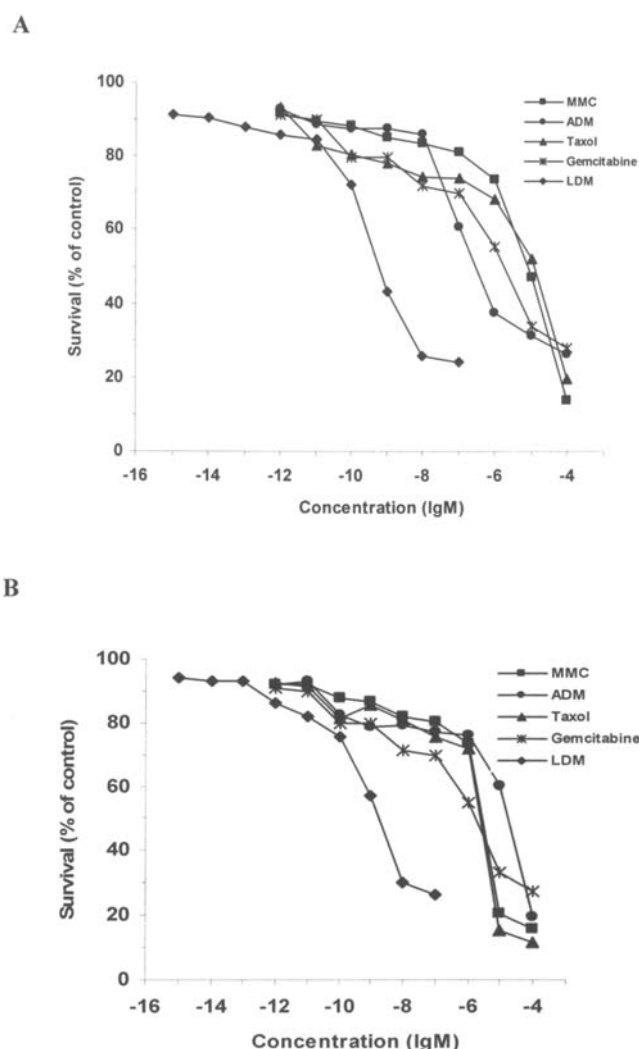 A
100
80
60
40
20
0
Survival (% of control)
MMC
ADM
Taxol
Gemcitabine
LDM
-16 -14 -12 -10 -8 -6 -4
Concentration (lgM)
B
100
80
60
40
20
0
Survival (% of control)
MMC
ADM
Taxol
Gemcitabine
LDM
-16 -14 -12 -10 -8 -6 -4
Concentration (lgM)